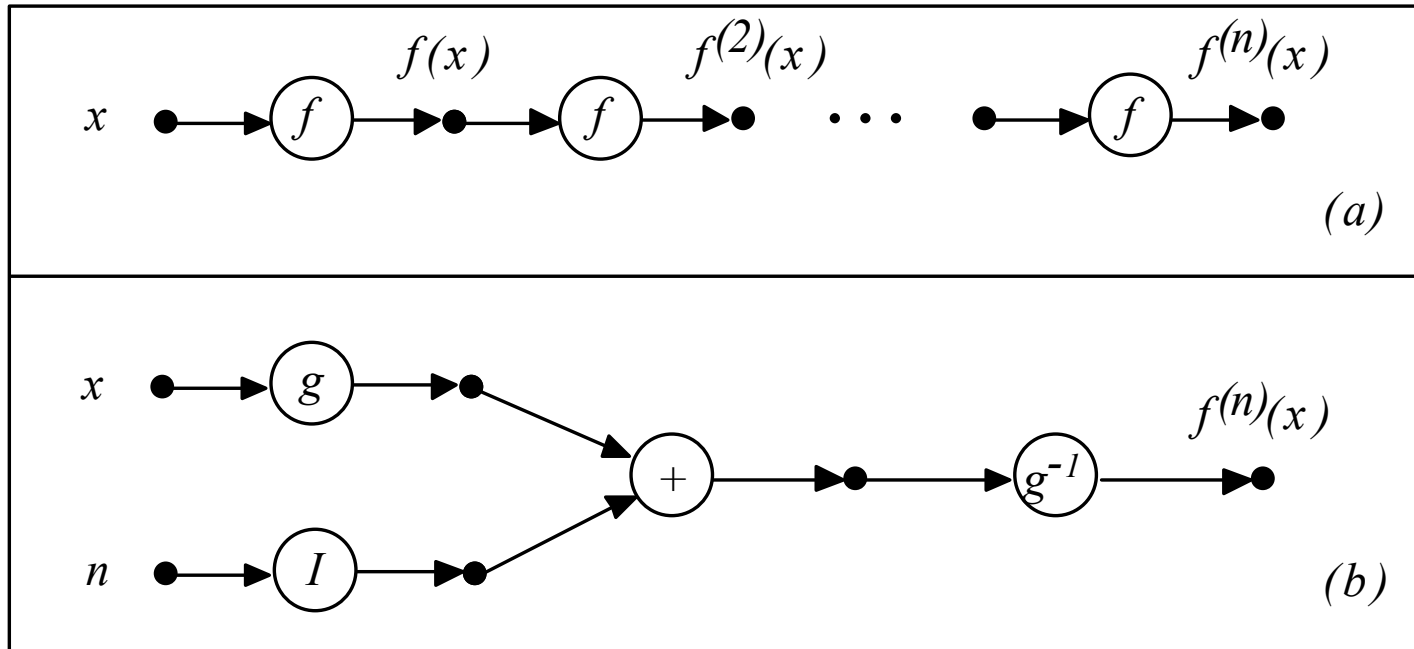 f(x) f(2)(x) f(n)(x)
x f f • • • f
(a)
x g
f(n)(x)
+ g-1
n I
(b)